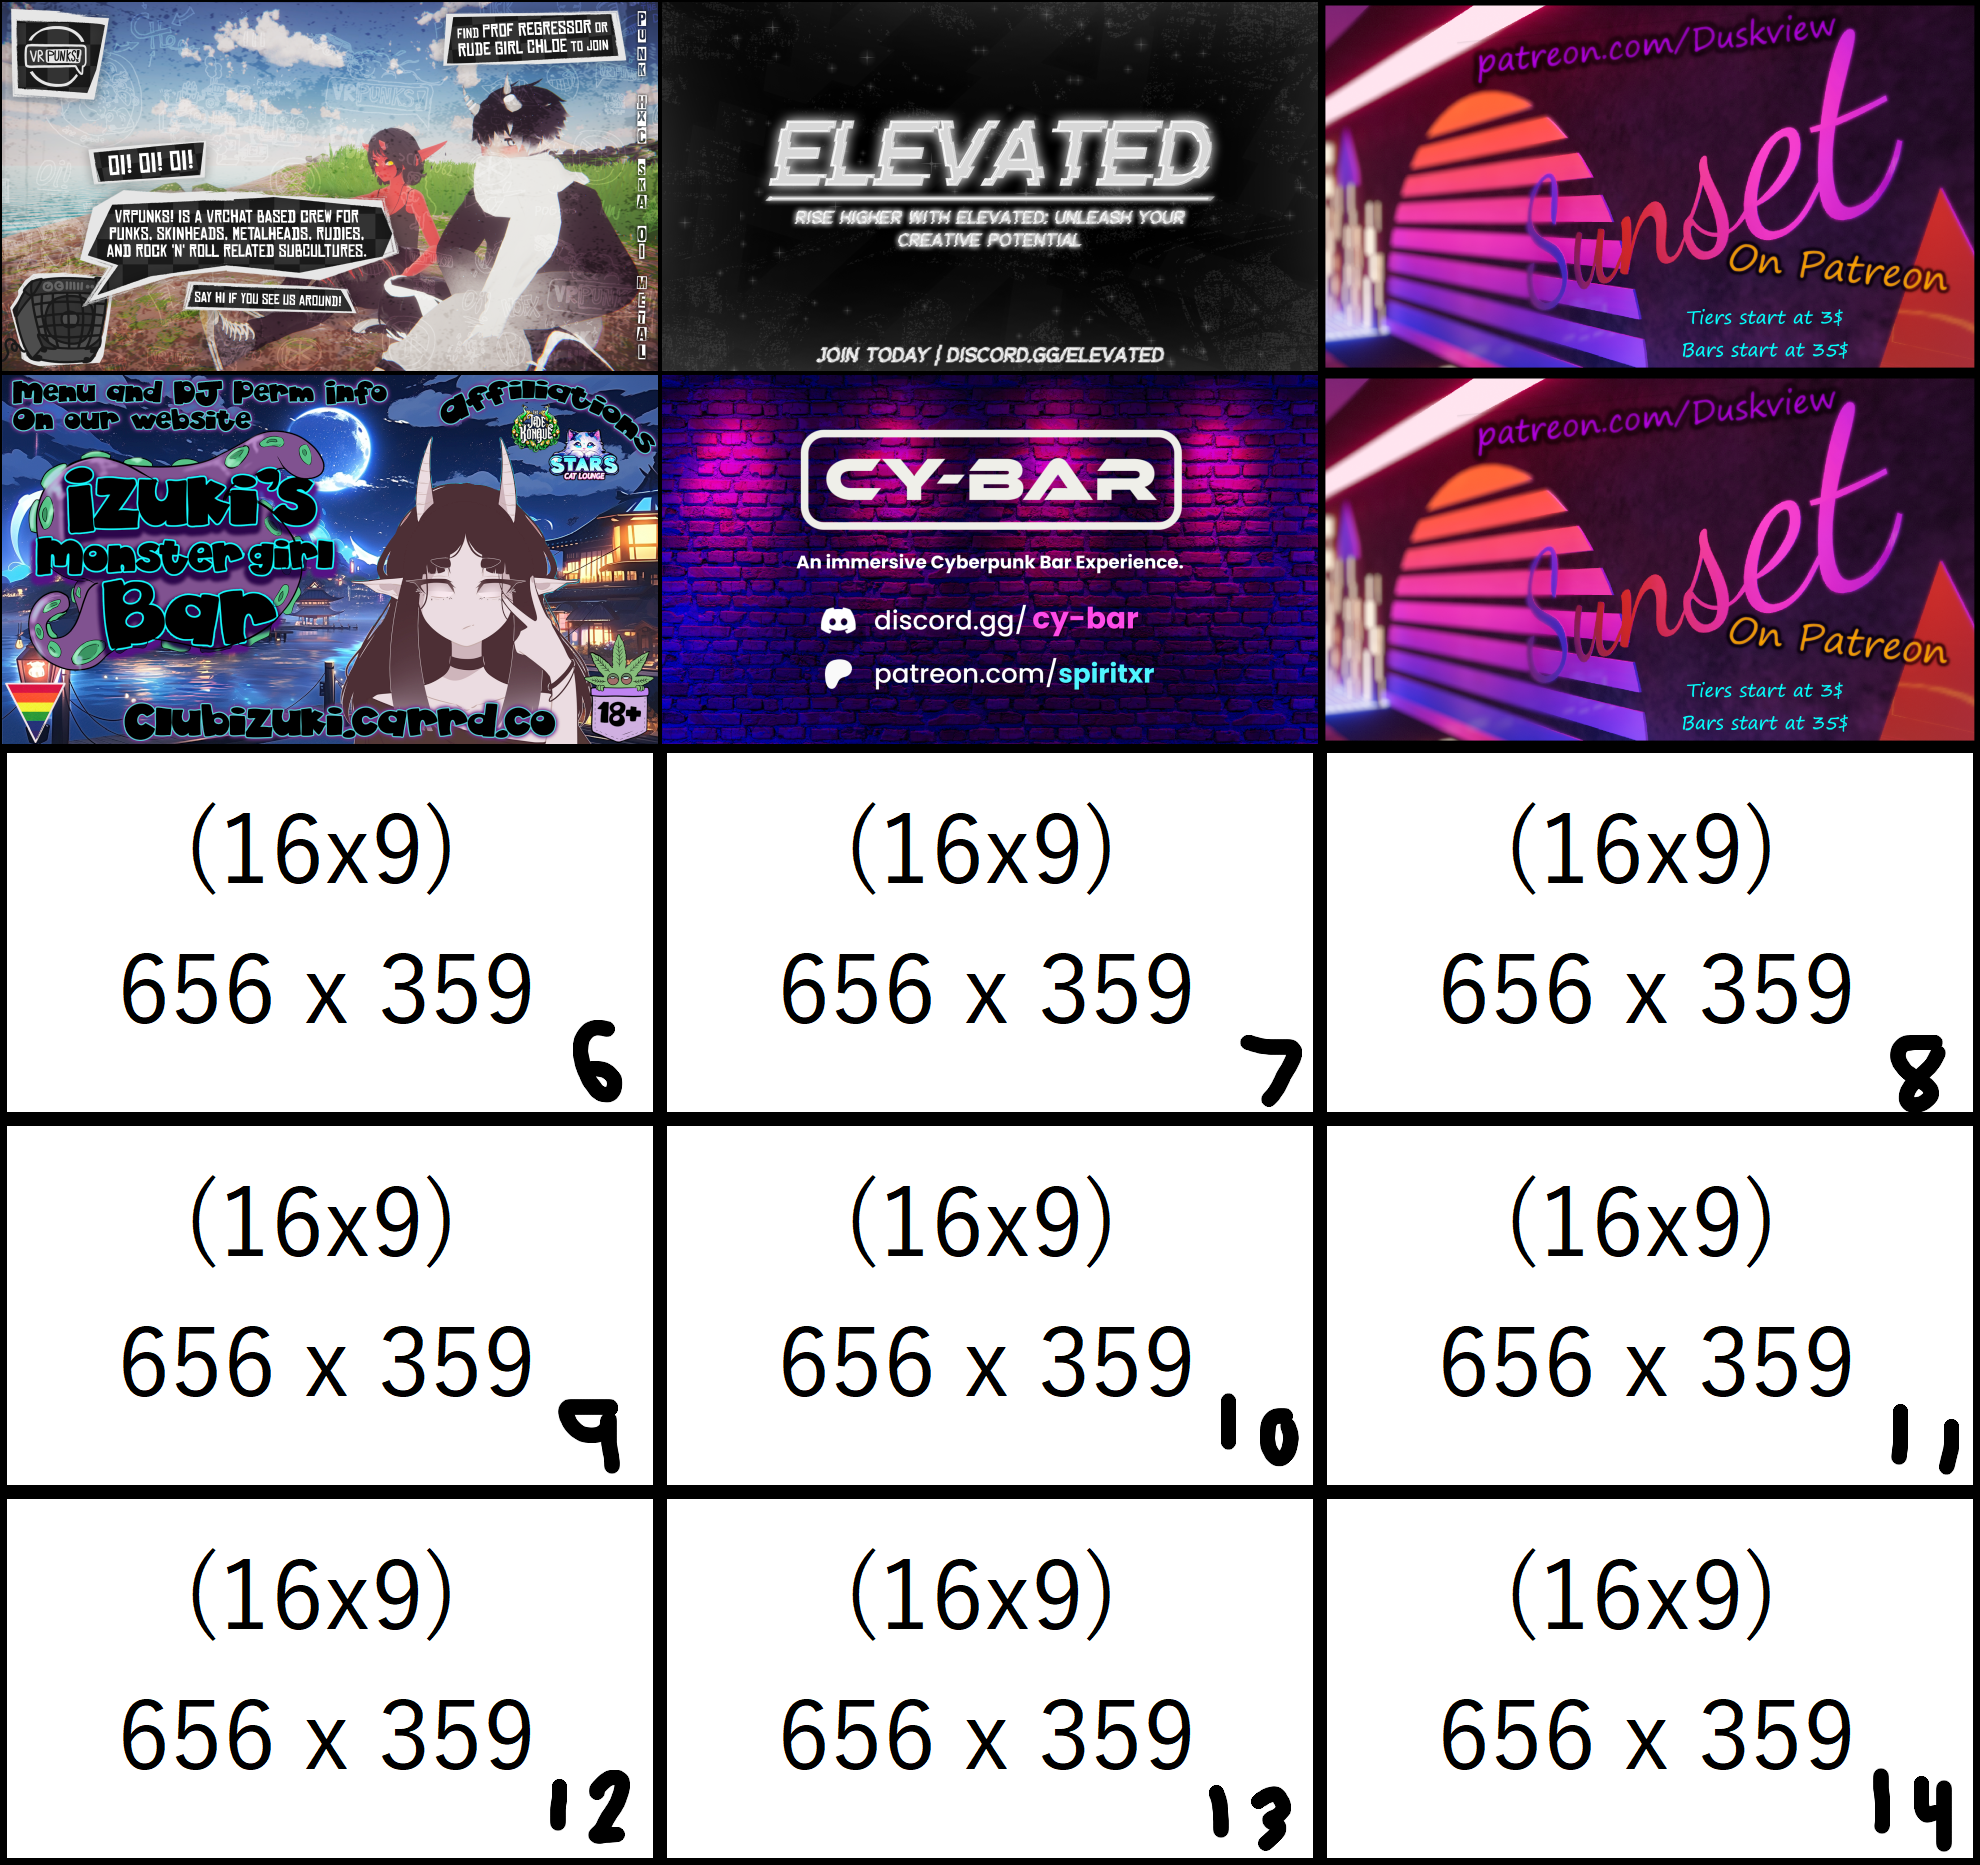 VR PUNKS!
FIND PROF REGRESSOR OR
RUDE GIRL CHLOE TO JOIN
PUNK HXC SKA OI METAL
OI! OI! OI!
VRPUNKS! IS A VRCHAT BASED CREW FOR
PUNKS, SKINHEADS, METALHEADS, RUDIES,
AND ROCK 'N' ROLL RELATED SUBCULTURES.
SAY HI IF YOU SEE US AROUND!
ELEVATED
RISE HIGHER WITH ELEVATED: UNLEASH YOUR
CREATIVE POTENTIAL
JOIN TODAY | DISCORD.GG/ELEVATED
patreon.com/Duskview
Sunset
On Patreon
Tiers start at 3$
Bars start at 35$
Menu and DJ Perm info
On our website
affiliations
JADE
STARS
CAT LOUNGE
izuki's
Monster girl
Bar
18+
Clubizuki.carrd.co
CY-BAR
An immersive Cyberpunk Bar Experience.
discord.gg/cy-bar
patreon.com/spiritxr
patreon.com/Duskview
Sunset
On Patreon
Tiers start at 3$
Bars start at 35$
(16x9)
656 x 359
6
(16x9)
656 x 359
7
(16x9)
656 x 359
8
(16x9)
656 x 359
9
(16x9)
656 x 359
10
(16x9)
656 x 359
11
(16x9)
656 x 359
12
(16x9)
656 x 359
13
(16x9)
656 x 359
14